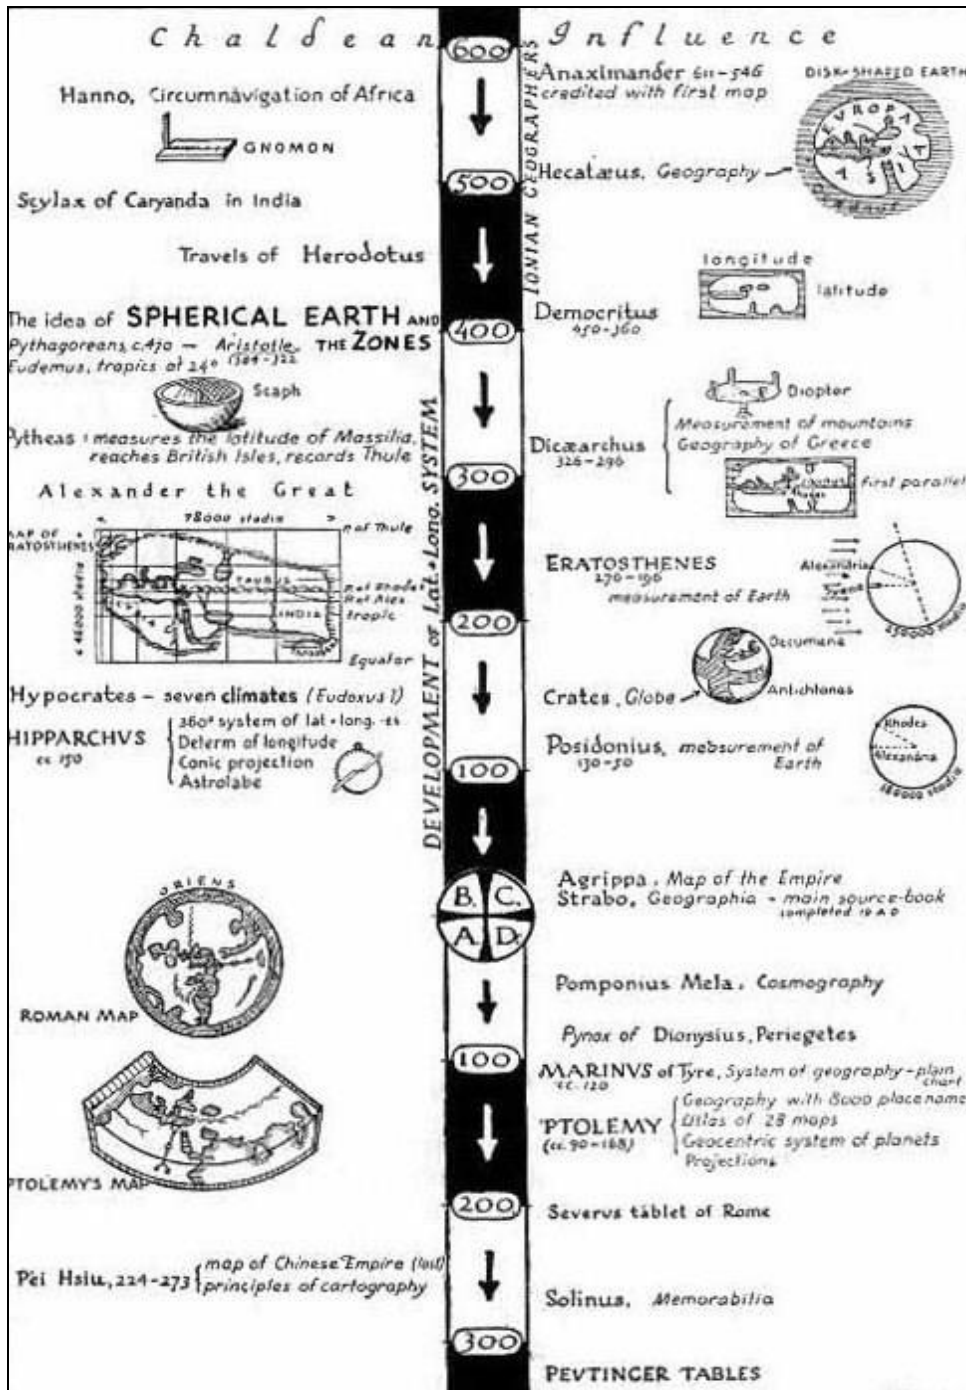 Chaldean Influence
600
IONIAN GEOGRAPHERS
Hanno, Circumnavigation of Africa
GNOMON
Anaximander 611-546
credited with first map
DISK-SHAPED EARTH
EVROPA
ASIA
Hecatæus, Geography
500
Scylax of Caryanda in India
Travels of Herodotus
longitude
latitude
Democritus
450-360
The idea of SPHERICAL EARTH AND
THE ZONES
Pythagoreans, c.470 — Aristotle
Eudemus, tropics at 24°
400
Scaph
Pytheas: measures the latitude of Massilia,
reaches British Isles, records Thule
DEVELOPMENT of Lat.+Long. SYSTEM
Diopter
Dicæarchus
326-296
Measurement of mountains
Geography of Greece
first parallel
300
Alexander the Great
78000 stadia
MAP OF
TAURUS
INDIA
tropic
Equator
ERATOSTHENES
measurement of Earth
Alexandria
Syene
250000 stadia
200
Crates, Globe
Antichtones
Hypocrates — seven climates (Eudoxus?)
HIPPARCHVS
cc 150
360° system of lat + long.
Determ of longitude
Conic projection
Astrolabe
Posidonius, measurement of
Earth
130-50
Rhodes
Alexandria
180000 stadia
100
B. C.
A. D.
Agrippa. Map of the Empire
Strabo, Geographia - main source-book
completed 19 A D
ORIENS
ROMAN MAP
Pomponius Mela. Cosmography
Pynax of Dionysius, Periegetes
100
MARINVS of Tyre, System of geography - plain
chart
cc. 120
PTOLEMY
(cc. 90-168)
Geography with 8000 place name
Atlas of 28 maps
Geocentric system of planets
Projections
PTOLEMY'S MAP
200
Severus tablet of Rome
Pei Hsiu, 224-273
map of Chinese Empire (lost)
principles of cartography
Solinus, Memorabilia
300
PEVTINGER TABLES